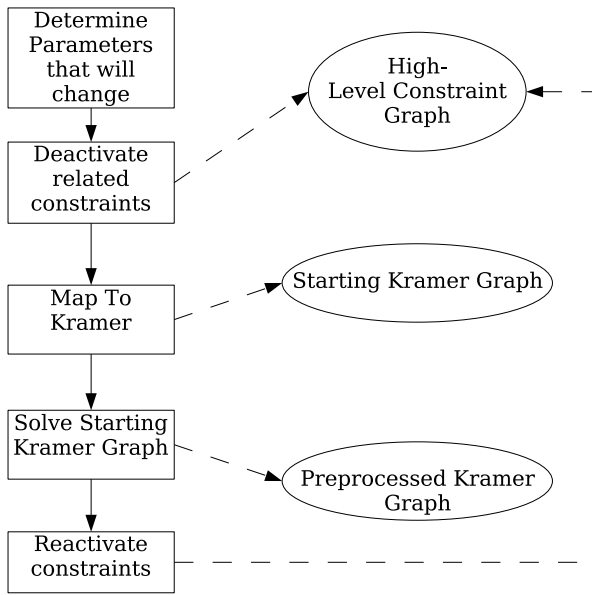 Determine
Parameters
that will
change
High-
Level Constraint
Graph
Deactivate
related
constraints
Map To
Kramer
Starting Kramer Graph
Solve Starting
Kramer Graph
Preprocessed Kramer
Graph
Reactivate
constraints